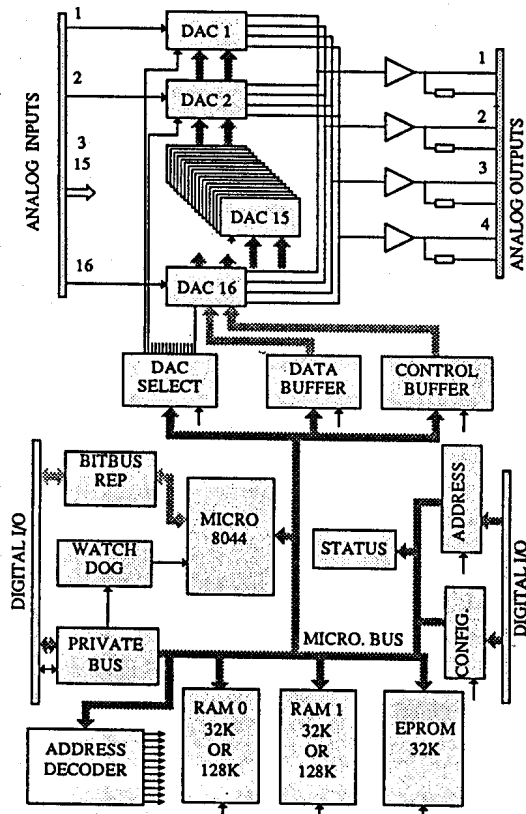 1
DAC 1
2
DAC 2
3
15
DAC 15
16
DAC 16
ANALOG INPUTS
1
2
3
4
ANALOG OUTPUTS
DAC
SELECT
DATA
BUFFER
CONTROL
BUFFER
DIGITAL I/O
BITBUS
REP
MICRO
8044
WATCH
DOG
STATUS
ADDRESS
CONFIG.
DIGITAL I/O
PRIVATE
BUS
MICRO. BUS
ADDRESS
DECODER
RAM 0
32K
OR
128K
RAM 1
32K
OR
128K
EPROM
32K